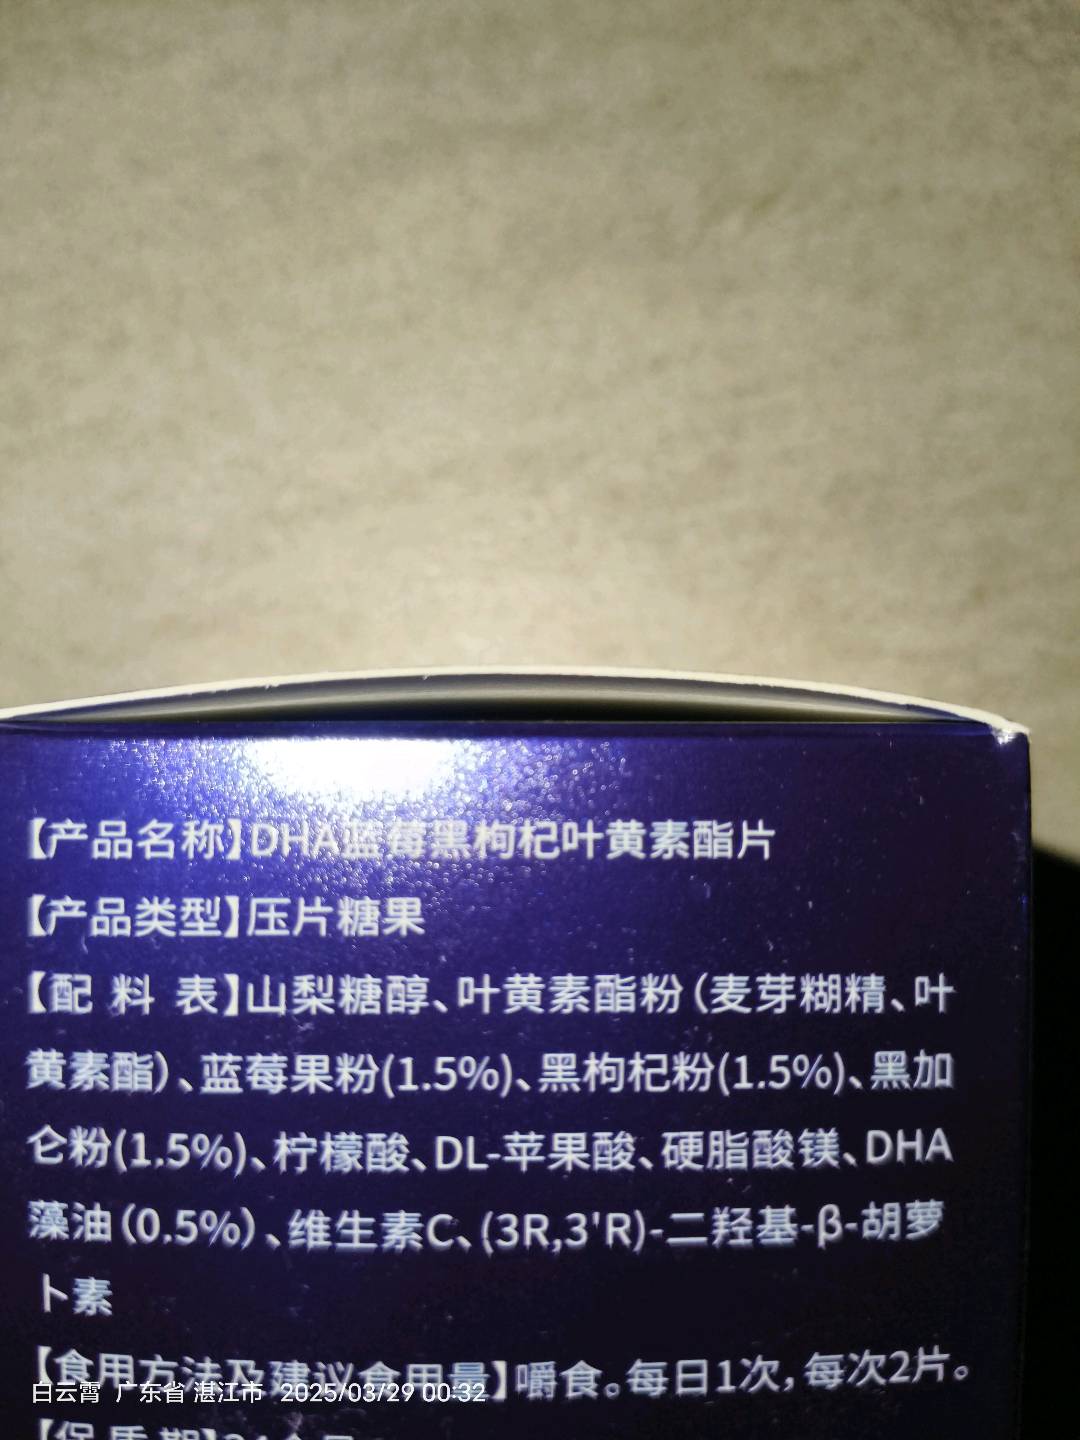 【产品名称】DHA蓝莓黑枸杞叶黄素酯片
【产品类型】压片糖果
【配料表】山梨糖醇、叶黄素酯粉(麦芽糊精、叶
黄素酯)、蓝莓果粉(1.5%)、黑枸杞粉(1.5%)、黑加
仑粉(1.5%)、柠檬酸、DL-苹果酸、硬脂酸镁、DHA
藻油(0.5%)、维生素C、(3R,3'R)-二羟基-β-胡萝
卜素
【食用方法及建议食用量】嚼食。每日1次,每次2片。
白云霄 广东省 湛江市 2025/03/29 00:32
【保质期】